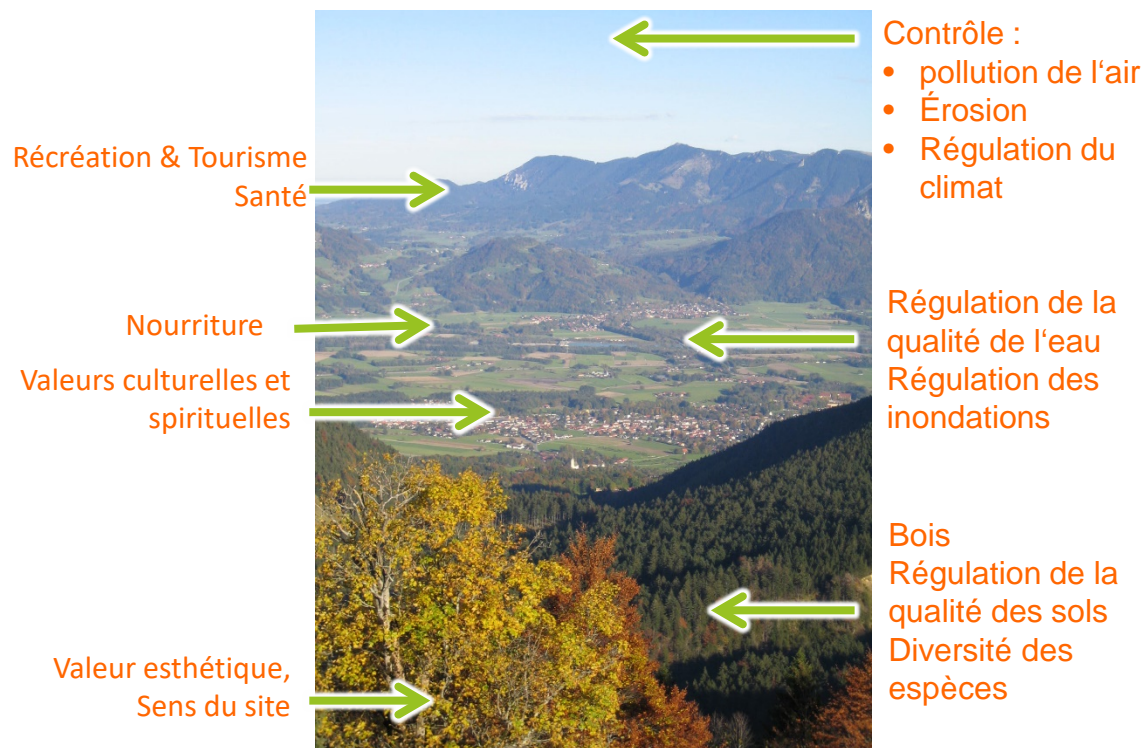 Contrôle :
• pollution de l‘air
• Érosion
• Régulation du
climat
Récréation & Tourisme
Santé
Nourriture
Régulation de la
qualité de l‘eau
Régulation des
inondations
Valeurs culturelles et
spirituelles
Bois
Régulation de la
qualité des sols
Diversité des
espèces
Valeur esthétique,
Sens du site